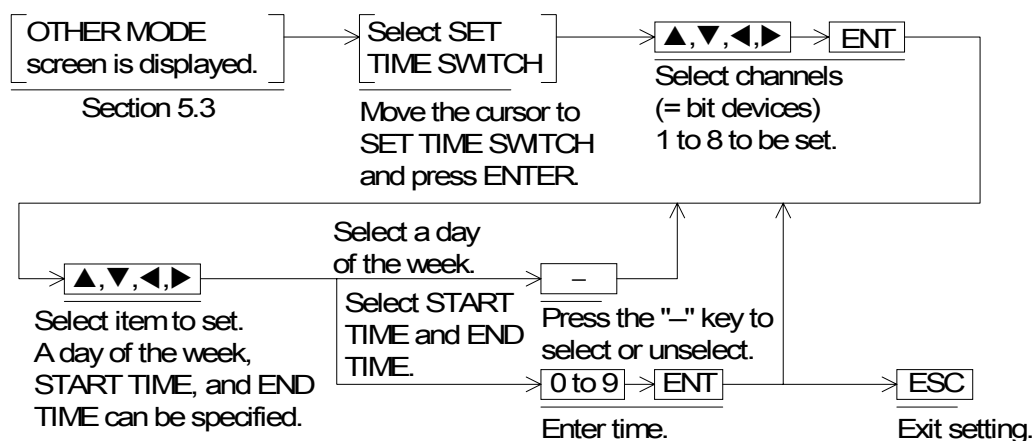 OTHER MODE
screen is displayed.
Section 5.3
Select SET
TIME SWITCH
Move the cursor to
SET TIME SWITCH
and press ENTER.
▲,▼,◀,▶
ENT
Select channels
(= bit devices)
1 to 8 to be set.
▲,▼,◀,▶
Select item to set.
A day of the week,
START TIME, and END
TIME can be specified.
Select a day
of the week.
–
Press the "–" key to
select or unselect.
Select START
TIME and END
TIME.
0 to 9
ENT
Enter time.
ESC
Exit setting.